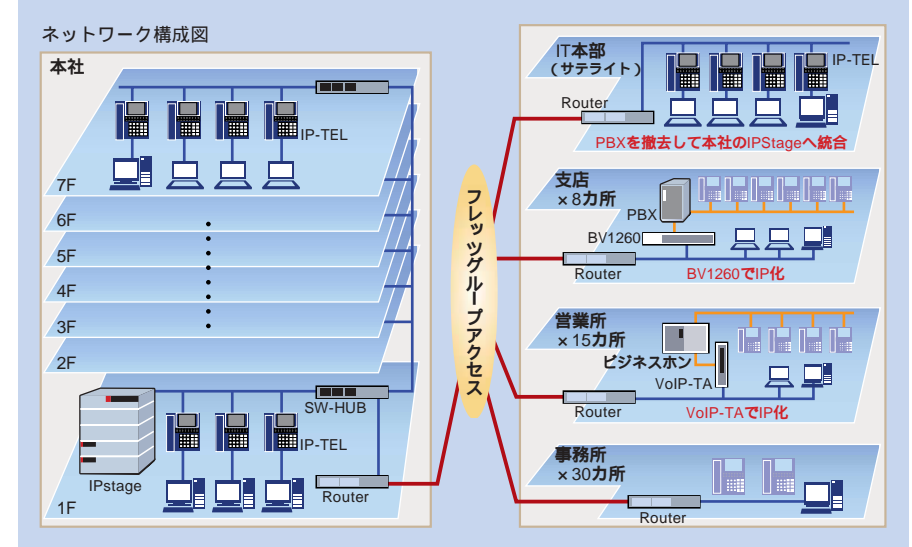 ネットワーク構成図
本社
IP-TEL
7F
6F
5F
4F
3F
2F
SW-HUB
IP-TEL
IPstage
Router
1F
フレッツグループアクセス
IT本部
（サテライト）
IP-TEL
Router
PBXを撤去して本社のIPStageへ統合
支店
×8カ所
PBX
BV1260
Router
BV1260でIP化
営業所
×15カ所
ビジネスホン
VoIP-TA
Router
VoIP-TAでIP化
事務所
×30カ所
Router